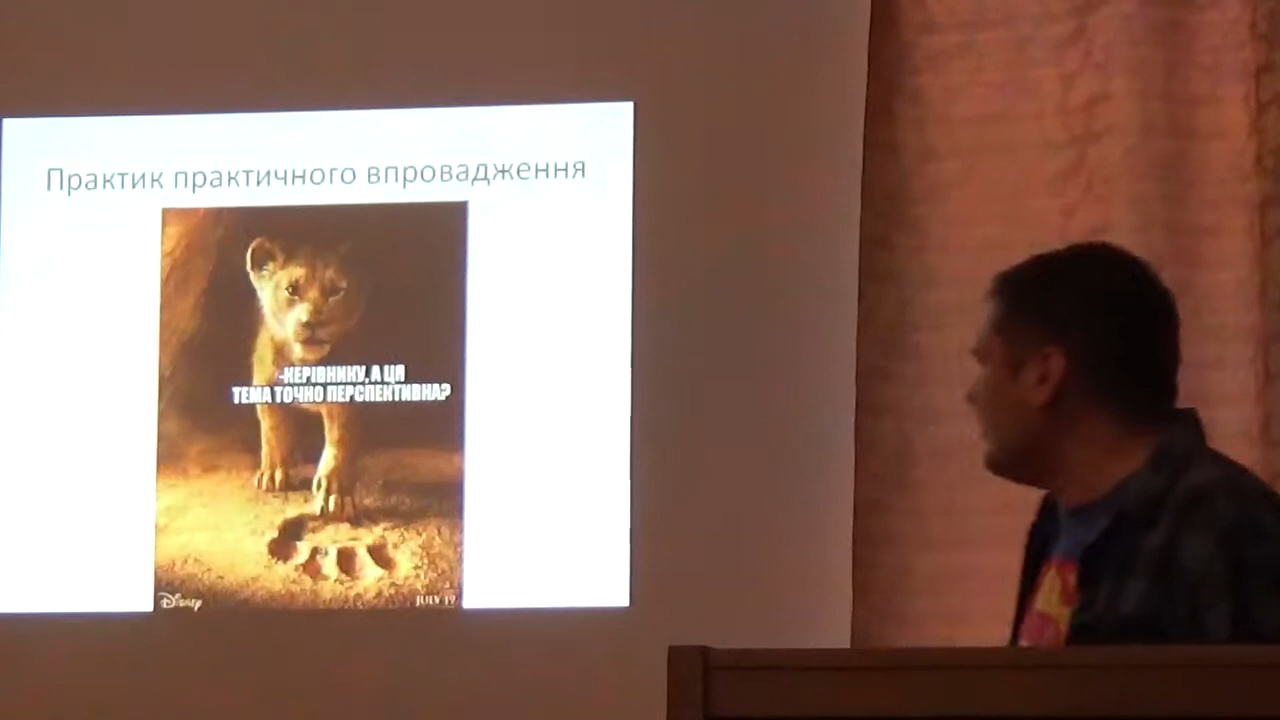 Практик практичного впровадження
-КЕРІВНИКУ, А ЦЯ
ТЕМА ТОЧНО ПЕРСПЕКТИВНА?
Disney
JULY 19